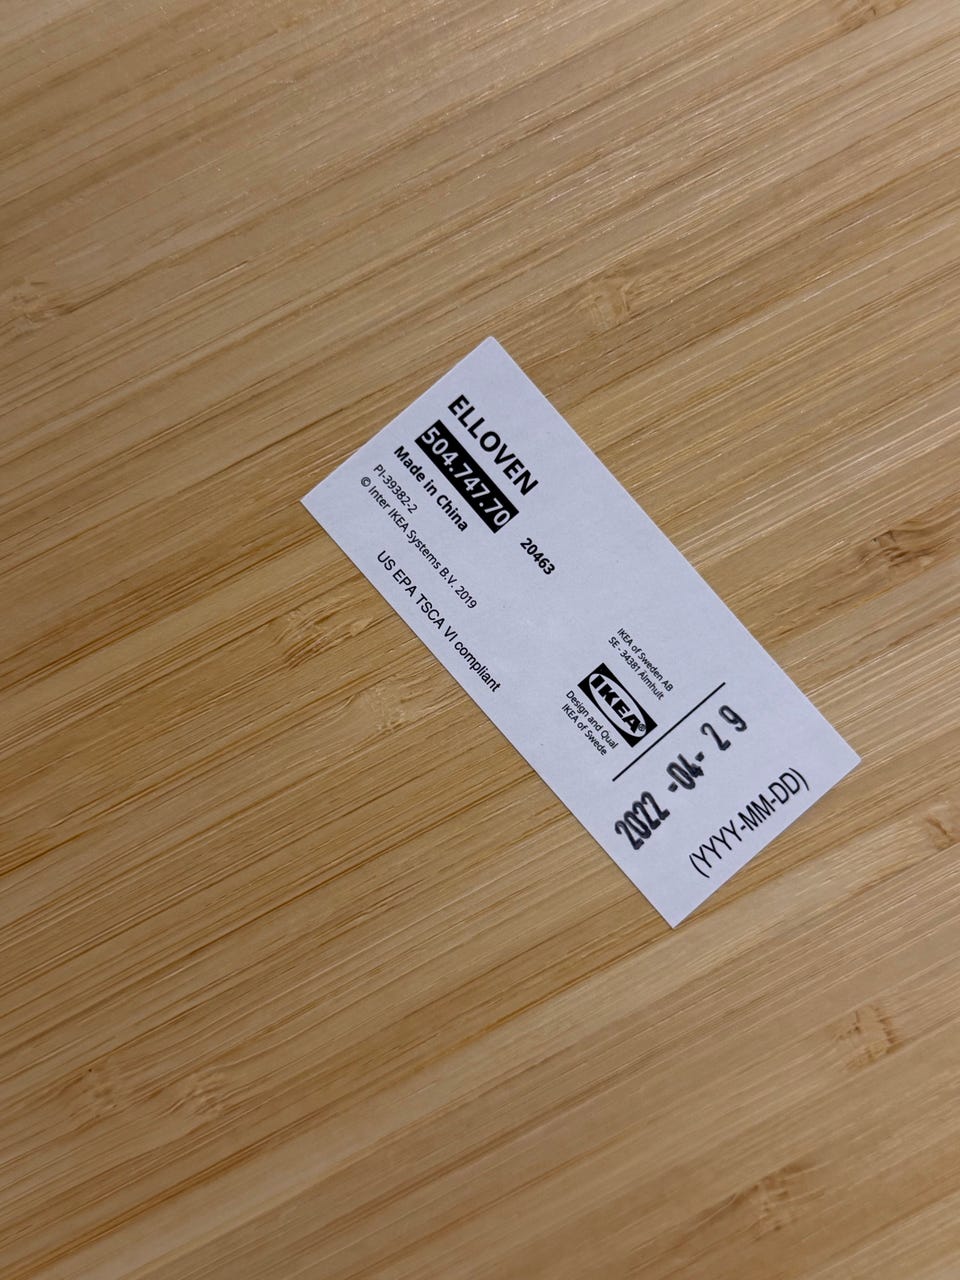 ELLOVEN
504.747.70
20463
Made in China
PI-39382-2
© Inter IKEA Systems B.V. 2019
US EPA TSCA VI compliant
IKEA of Sweden AB
SE - 34381 Älmhult
IKEA®
Design and Qual
IKEA of Swede
2022 -04- 2 9
(YYYY-MM-DD)